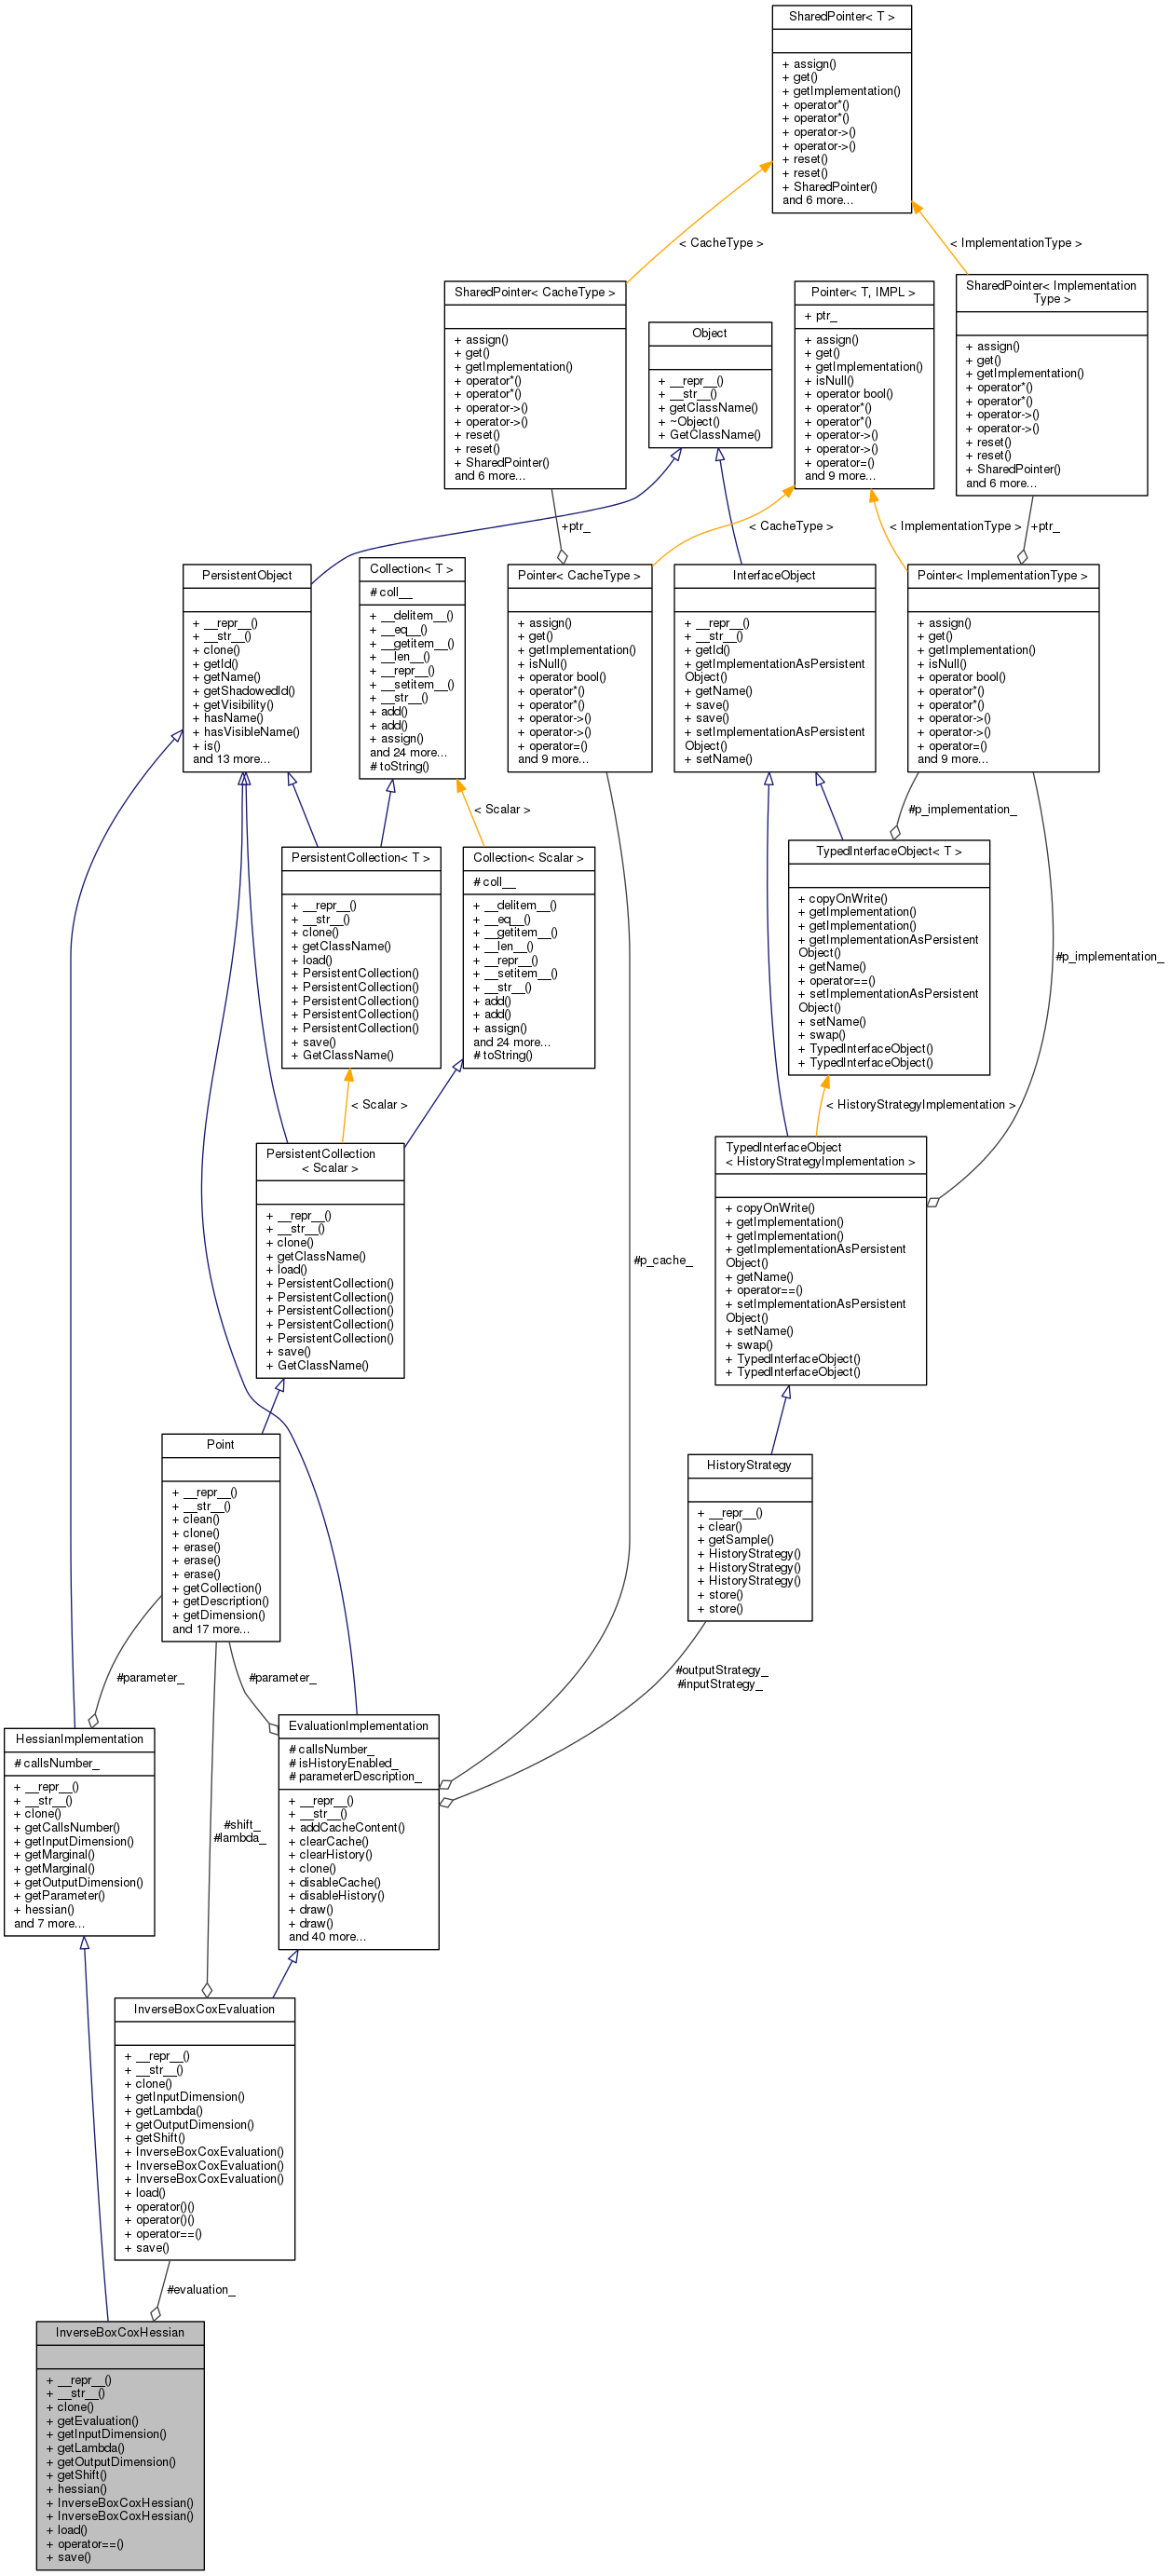 SharedPointer< T >
+ assign()
+ get()
+ getImplementation()
+ operator*()
+ operator*()
+ operator->()
+ operator->()
+ reset()
+ reset()
+ SharedPointer()
and 6 more...
< CacheType >
< ImplementationType >
SharedPointer< CacheType >
+ assign()
+ get()
+ getImplementation()
+ operator*()
+ operator*()
+ operator->()
+ operator->()
+ reset()
+ reset()
+ SharedPointer()
and 6 more...
Object
+ __repr__()
+ __str__()
+ getClassName()
+ ~Object()
+ GetClassName()
Pointer< T, IMPL >
+ ptr_
+ assign()
+ get()
+ getImplementation()
+ isNull()
+ operator bool()
+ operator*()
+ operator*()
+ operator->()
+ operator->()
+ operator=()
and 9 more...
SharedPointer< Implementation
Type >
+ assign()
+ get()
+ getImplementation()
+ operator*()
+ operator*()
+ operator->()
+ operator->()
+ reset()
+ reset()
+ SharedPointer()
and 6 more...
+ptr_
< CacheType >
< ImplementationType >
+ptr_
PersistentObject
+ __repr__()
+ __str__()
+ clone()
+ getId()
+ getName()
+ getShadowedId()
+ getVisibility()
+ hasName()
+ hasVisibleName()
+ is()
and 13 more...
Collection< T >
# coll__
+ __delitem__()
+ __eq__()
+ __getitem__()
+ __len__()
+ __repr__()
+ __setitem__()
+ __str__()
+ add()
+ add()
+ assign()
and 24 more...
# toString()
Pointer< CacheType >
+ assign()
+ get()
+ getImplementation()
+ isNull()
+ operator bool()
+ operator*()
+ operator*()
+ operator->()
+ operator->()
+ operator=()
and 9 more...
InterfaceObject
+ __repr__()
+ __str__()
+ getId()
+ getImplementationAsPersistent
Object()
+ getName()
+ save()
+ save()
+ setImplementationAsPersistent
Object()
+ setName()
Pointer< ImplementationType >
+ assign()
+ get()
+ getImplementation()
+ isNull()
+ operator bool()
+ operator*()
+ operator*()
+ operator->()
+ operator->()
+ operator=()
and 9 more...
< Scalar >
#p_implementation_
PersistentCollection< T >
+ __repr__()
+ __str__()
+ clone()
+ getClassName()
+ load()
+ PersistentCollection()
+ PersistentCollection()
+ PersistentCollection()
+ PersistentCollection()
+ PersistentCollection()
+ save()
+ GetClassName()
Collection< Scalar >
# coll__
+ __delitem__()
+ __eq__()
+ __getitem__()
+ __len__()
+ __repr__()
+ __setitem__()
+ __str__()
+ add()
+ add()
+ assign()
and 24 more...
# toString()
TypedInterfaceObject< T >
+ copyOnWrite()
+ getImplementation()
+ getImplementation()
+ getImplementationAsPersistent
Object()
+ getName()
+ operator==()
+ setImplementationAsPersistent
Object()
+ setName()
+ swap()
+ TypedInterfaceObject()
+ TypedInterfaceObject()
#p_implementation_
< Scalar >
< HistoryStrategyImplementation >
PersistentCollection
< Scalar >
+ __repr__()
+ __str__()
+ clone()
+ getClassName()
+ load()
+ PersistentCollection()
+ PersistentCollection()
+ PersistentCollection()
+ PersistentCollection()
+ PersistentCollection()
+ save()
+ GetClassName()
#p_cache_
TypedInterfaceObject
< HistoryStrategyImplementation >
+ copyOnWrite()
+ getImplementation()
+ getImplementation()
+ getImplementationAsPersistent
Object()
+ getName()
+ operator==()
+ setImplementationAsPersistent
Object()
+ setName()
+ swap()
+ TypedInterfaceObject()
+ TypedInterfaceObject()
Point
+ __repr__()
+ __str__()
+ clean()
+ clone()
+ erase()
+ erase()
+ erase()
+ getCollection()
+ getDescription()
+ getDimension()
and 17 more...
HistoryStrategy
+ __repr__()
+ clear()
+ getSample()
+ HistoryStrategy()
+ HistoryStrategy()
+ HistoryStrategy()
+ store()
+ store()
#parameter_
#parameter_
#outputStrategy_
#inputStrategy_
HessianImplementation
# callsNumber_
+ __repr__()
+ __str__()
+ clone()
+ getCallsNumber()
+ getInputDimension()
+ getMarginal()
+ getMarginal()
+ getOutputDimension()
+ getParameter()
+ hessian()
and 7 more...
#shift_
#lambda_
EvaluationImplementation
# callsNumber_
# isHistoryEnabled_
# parameterDescription_
+ __repr__()
+ __str__()
+ addCacheContent()
+ clearCache()
+ clearHistory()
+ clone()
+ disableCache()
+ disableHistory()
+ draw()
+ draw()
and 40 more...
InverseBoxCoxEvaluation
+ __repr__()
+ __str__()
+ clone()
+ getInputDimension()
+ getLambda()
+ getOutputDimension()
+ getShift()
+ InverseBoxCoxEvaluation()
+ InverseBoxCoxEvaluation()
+ InverseBoxCoxEvaluation()
+ load()
+ operator()()
+ operator()()
+ operator==()
+ save()
#evaluation_
InverseBoxCoxHessian
+ __repr__()
+ __str__()
+ clone()
+ getEvaluation()
+ getInputDimension()
+ getLambda()
+ getOutputDimension()
+ getShift()
+ hessian()
+ InverseBoxCoxHessian()
+ InverseBoxCoxHessian()
+ load()
+ operator==()
+ save()